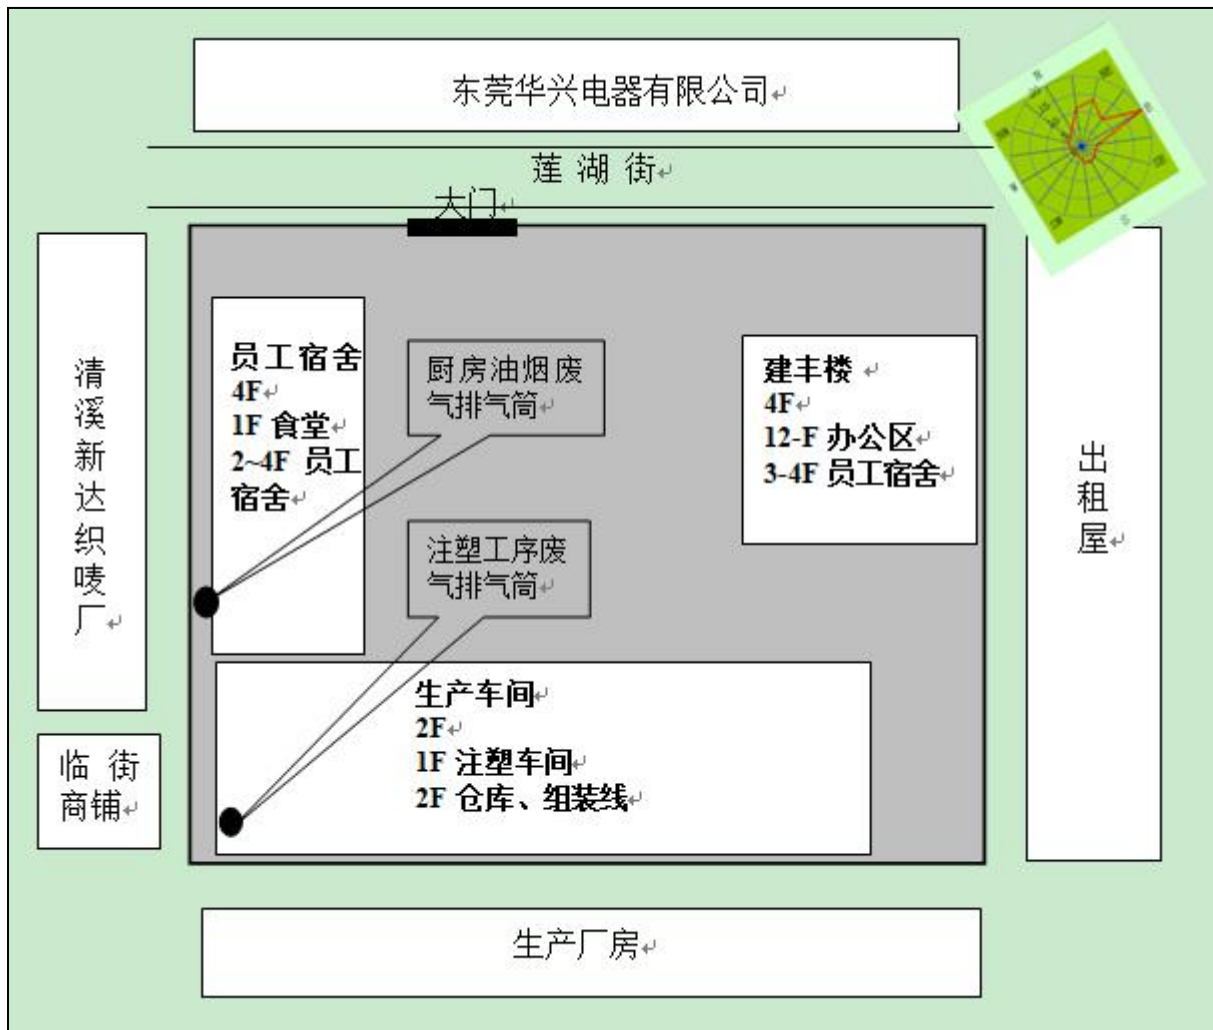 东莞华兴电器有限公司
莲 湖 街
大门
清溪新达织唛厂
员工宿舍
4F
1F 食堂
2~4F 员工
宿舍
厨房油烟废
气排气筒
建丰楼
4F
12-F 办公区
3-4F 员工宿舍
出租屋
注塑工序废
气排气筒
生产车间
2F
1F 注塑车间
2F 仓库、组装线
临 街
商铺
生产厂房